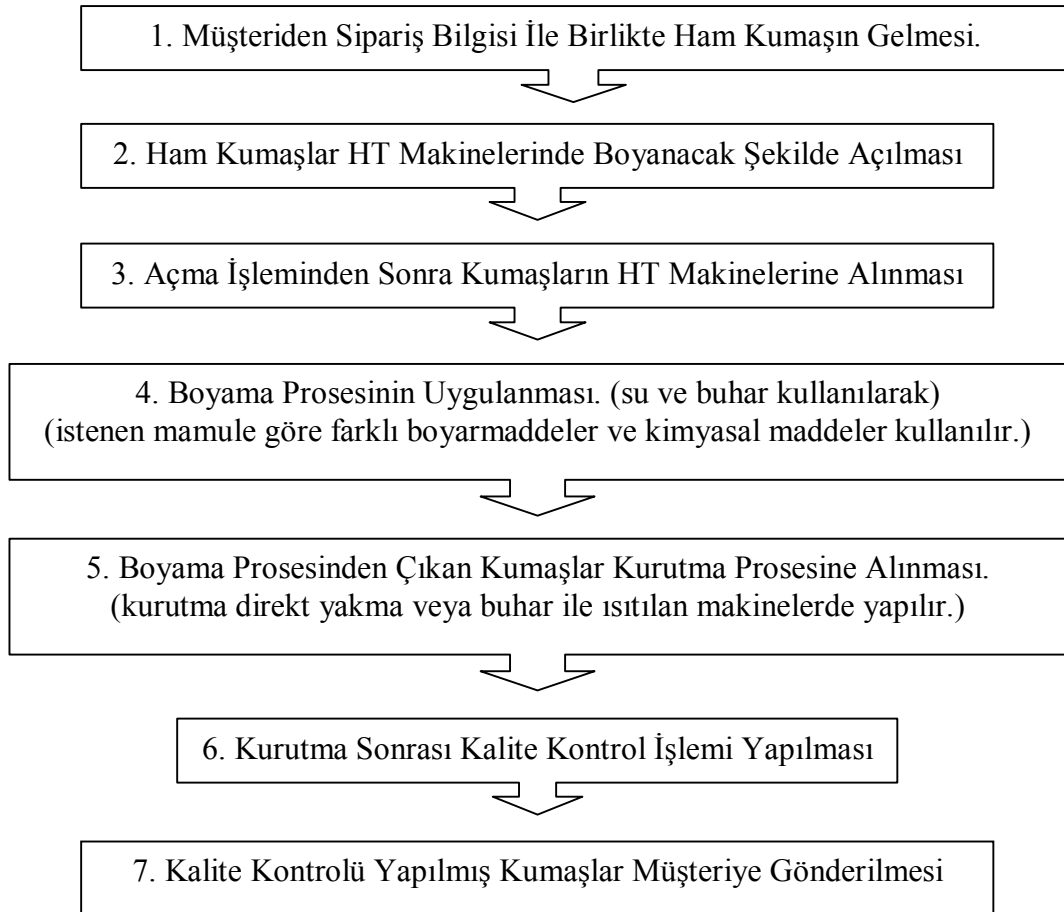 1. Müşteriden Sipariş Bilgisi İle Birlikte Ham Kumaşın Gelmesi.
2. Ham Kumaşlar HT Makinelerinde Boyanacak Şekilde Açılması
3. Açma İşleminden Sonra Kumaşların HT Makinelerine Alınması
4. Boyama Prosesinin Uygulanması. (su ve buhar kullanılarak)
(istenen mamule göre farklı boyarmaddeler ve kimyasal maddeler kullanılır.)
5. Boyama Prosesinden Çıkan Kumaşlar Kurutma Prosesine Alınması.
(kurutma direkt yakma veya buhar ile ısıtılan makinelerde yapılır.)
6. Kurutma Sonrası Kalite Kontrol İşlemi Yapılması
7. Kalite Kontrolü Yapılmış Kumaşlar Müşteriye Gönderilmesi